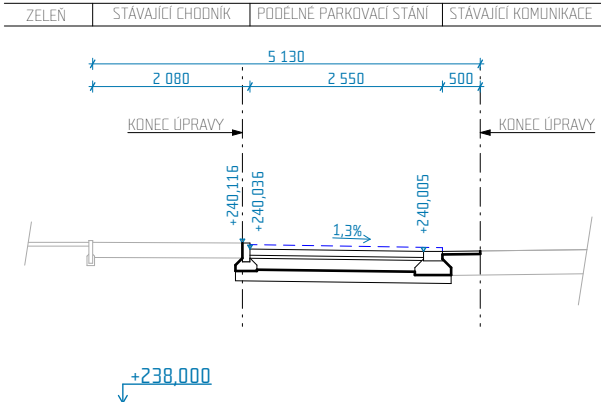 ZELEŇ STÁVAJÍCÍ CHODNÍK PODÉLNÉ PARKOVACÍ STÁNÍ STÁVAJÍCÍ KOMUNIKACE
5 130
2 080 2 550 500
KONEC ÚPRAVY KONEC ÚPRAVY
+240,116
+240,036
+240,005
1,3%
+238,000